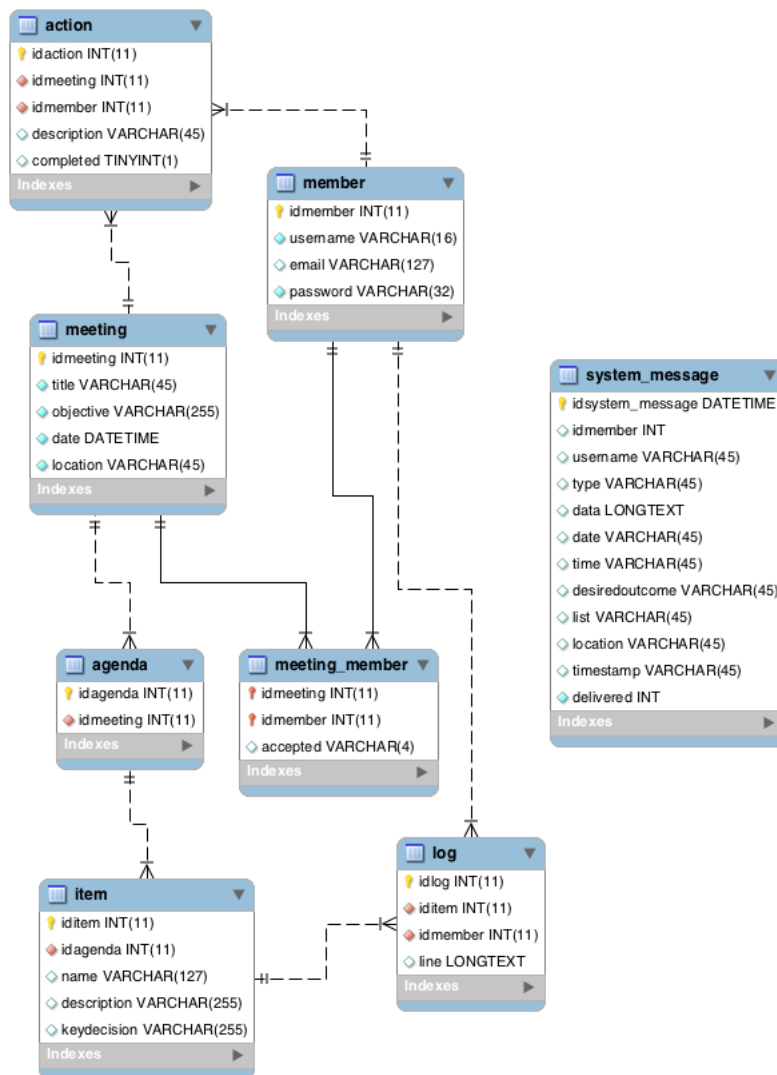 action
idaction INT(11)
idmeeting INT(11)
idmember INT(11)
description VARCHAR(45)
completed TINYINT(1)
Indexes
member
idmember INT(11)
username VARCHAR(16)
email VARCHAR(127)
password VARCHAR(32)
Indexes
meeting
idmeeting INT(11)
title VARCHAR(45)
objective VARCHAR(255)
date DATETIME
location VARCHAR(45)
Indexes
system_message
idsystem_message DATETIME
idmember INT
username VARCHAR(45)
type VARCHAR(45)
data LONGTEXT
date VARCHAR(45)
time VARCHAR(45)
desiredoutcome VARCHAR(45)
list VARCHAR(45)
location VARCHAR(45)
timestamp VARCHAR(45)
delivered INT
Indexes
agenda
idagenda INT(11)
idmeeting INT(11)
Indexes
meeting_member
idmeeting INT(11)
idmember INT(11)
accepted VARCHAR(4)
Indexes
log
idlog INT(11)
iditem INT(11)
idmember INT(11)
line LONGTEXT
Indexes
item
iditem INT(11)
idagenda INT(11)
name VARCHAR(127)
description VARCHAR(255)
keydecision VARCHAR(255)
Indexes